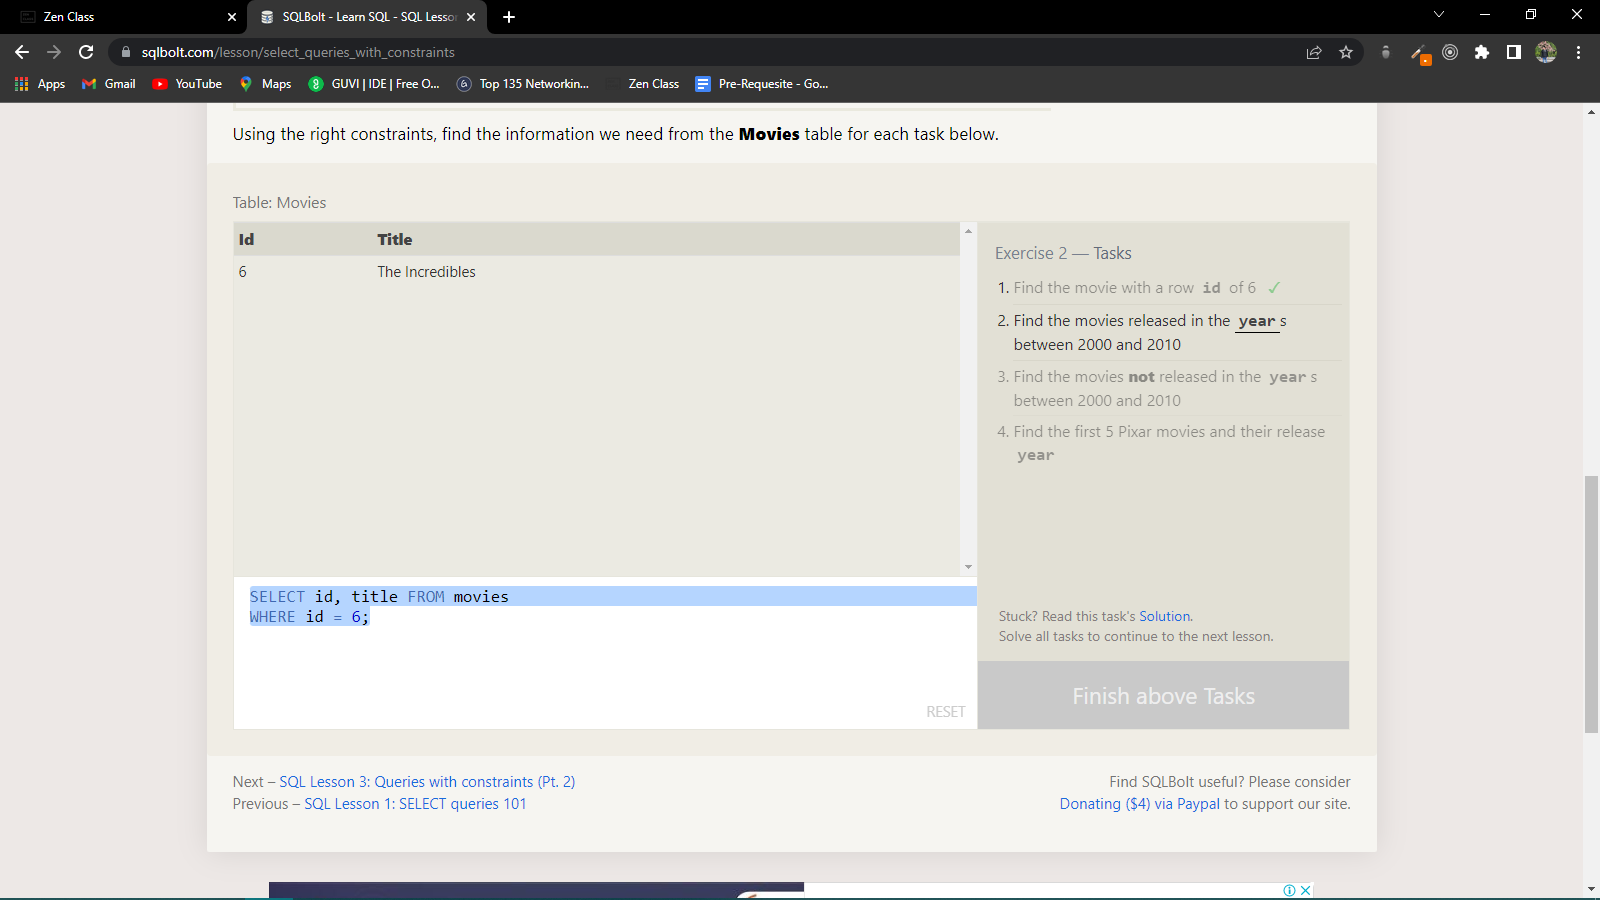 Zen Class
SQLBolt - Learn SQL - SQL Lesso
sqlbolt.com/lesson/select_queries_with_constraints
Apps
Gmail
YouTube
Maps
GUVI | IDE | Free O...
Top 135 Networkin...
Zen Class
Pre-Requesite - Go...
Using the right constraints, find the information we need from the Movies table for each task below.
Table: Movies
Id Title
6 The Incredibles
SELECT id, title FROM movies
WHERE id = 6;
RESET
Exercise 2 — Tasks
1. Find the movie with a row id of 6 ✓
2. Find the movies released in the year s
between 2000 and 2010
3. Find the movies not released in the year s
between 2000 and 2010
4. Find the first 5 Pixar movies and their release
year
Stuck? Read this task's Solution.
Solve all tasks to continue to the next lesson.
Finish above Tasks
Next – SQL Lesson 3: Queries with constraints (Pt. 2)
Previous – SQL Lesson 1: SELECT queries 101
Find SQLBolt useful? Please consider
Donating ($4) via Paypal to support our site.